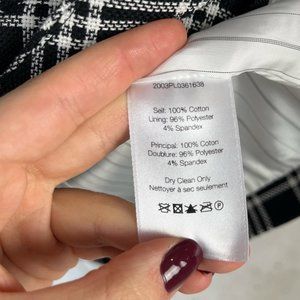 2003PL0361638
Self: 100% Cotton
Lining: 96% Polyester
4% Spandex
Principal: 100% Cotton
Doublure: 96% Polyester
4% Spandex
Dry Clean Only
Nettoyer à sec seulement